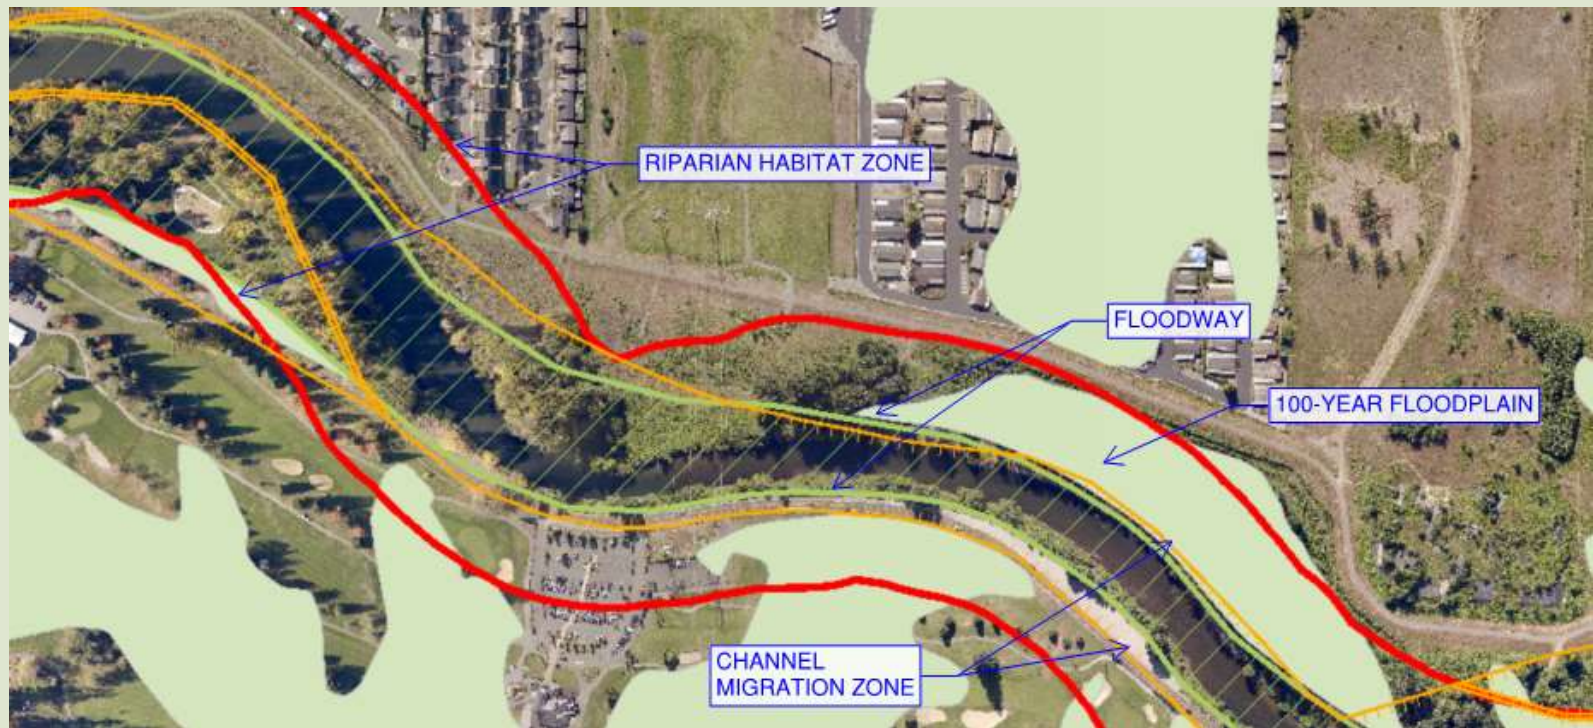 RIPARIAN HABITAT ZONE
FLOODWAY
100-YEAR FLOODPLAIN
CHANNEL
MIGRATION ZONE